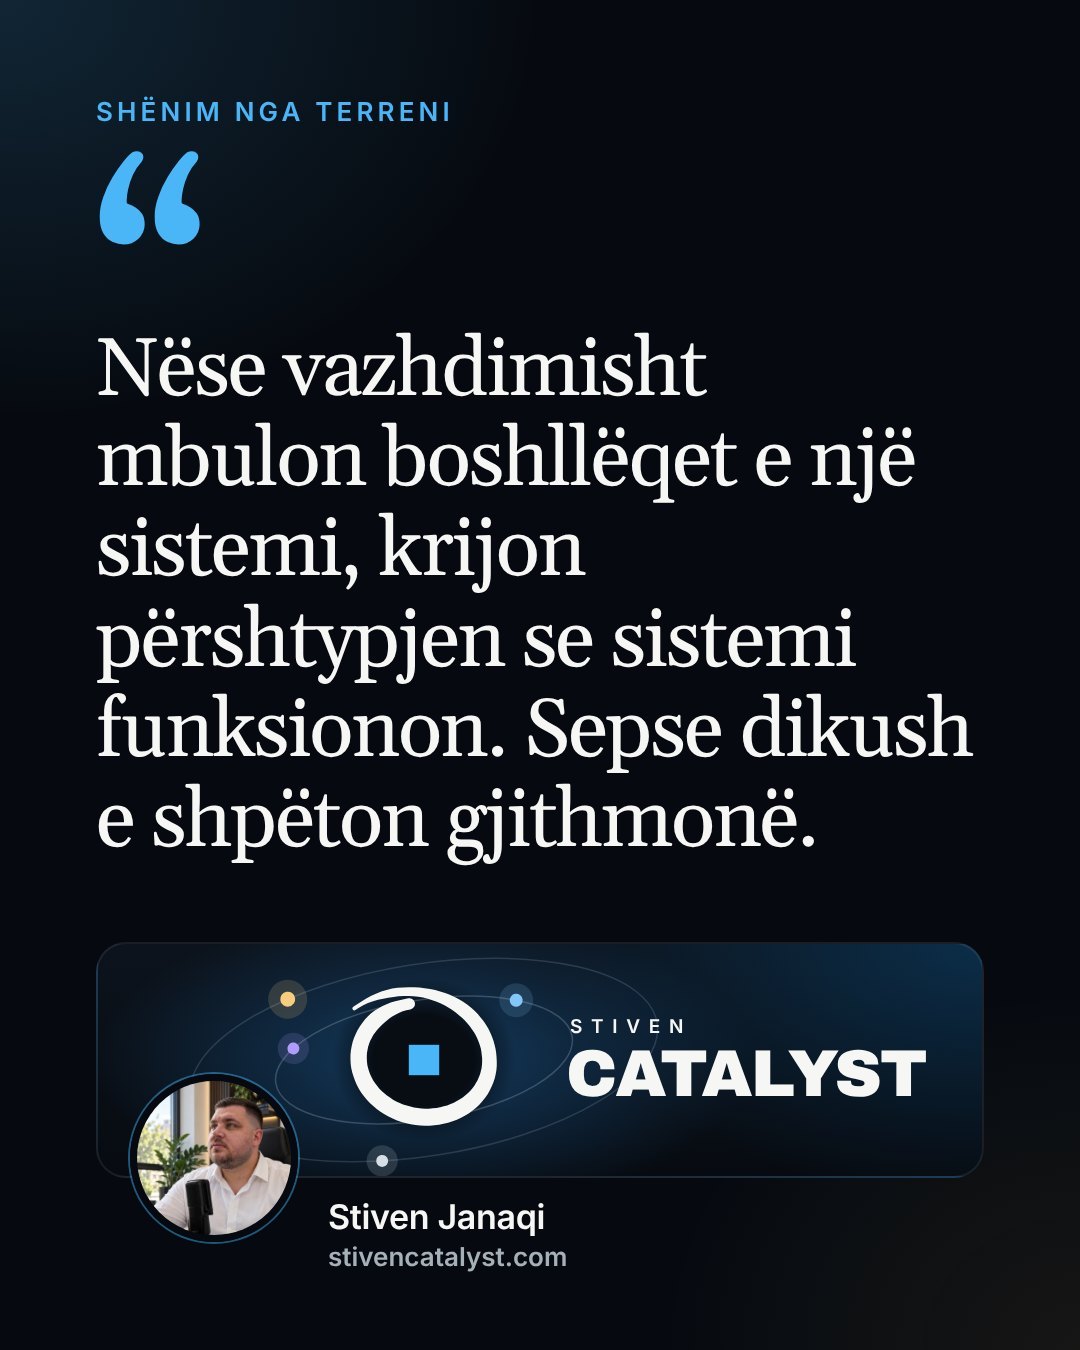 SHËNIM NGA TERRENI
“
Nëse vazhdimisht
mbulon boshllëqet e një
sistemi, krijon
përshtypjen se sistemi
funksionon. Sepse dikush
e shpëton gjithmonë.
STIVEN
CATALYST
Stiven Janaqi
stivencatalyst.com